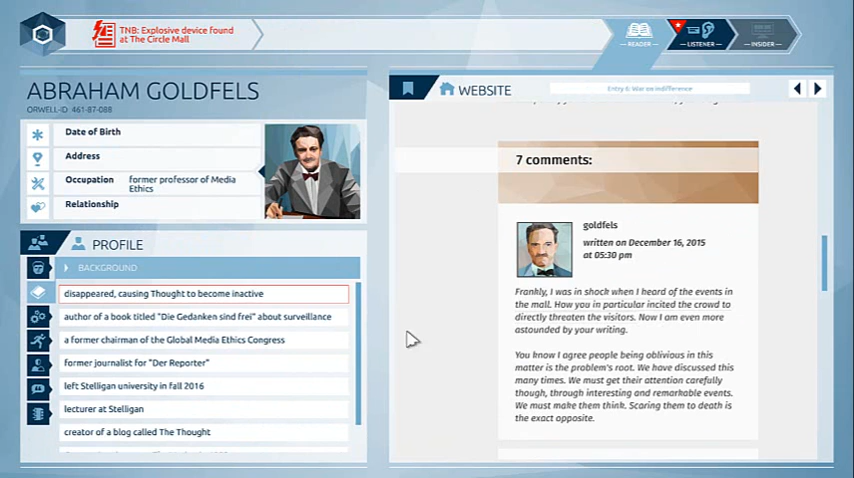 TNB: Explosive device found
at The Circle Mall
READER
LISTENER
INSIDER
ABRAHAM GOLDFELS
ORWELL-ID: 461-87-088
Date of Birth
Address
Occupation former professor of Media
Ethics
Relationship
PROFILE
BACKGROUND
disappeared, causing Thought to become inactive
author of a book titled "Die Gedanken sind frei" about surveillance
a former chairman of the Global Media Ethics Congress
former journalist for "Der Reporter"
left Stelligan university in fall 2016
lecturer at Stelligan
creator of a blog called The Thought
WEBSITE
Entry 6: War on indifference
7 comments:
goldfels
written on December 16, 2015
at 05:30 pm
Frankly, I was in shock when I heard of the events in
the mall. How you in particular incited the crowd to
directly threaten the visitors. Now I am even more
astounded by your writing.
You know I agree people being oblivious in this
matter is the problem's root. We have discussed this
many times. We must get their attention carefully
though, through interesting and remarkable events.
We must make them think. Scaring them to death is
the exact opposite.